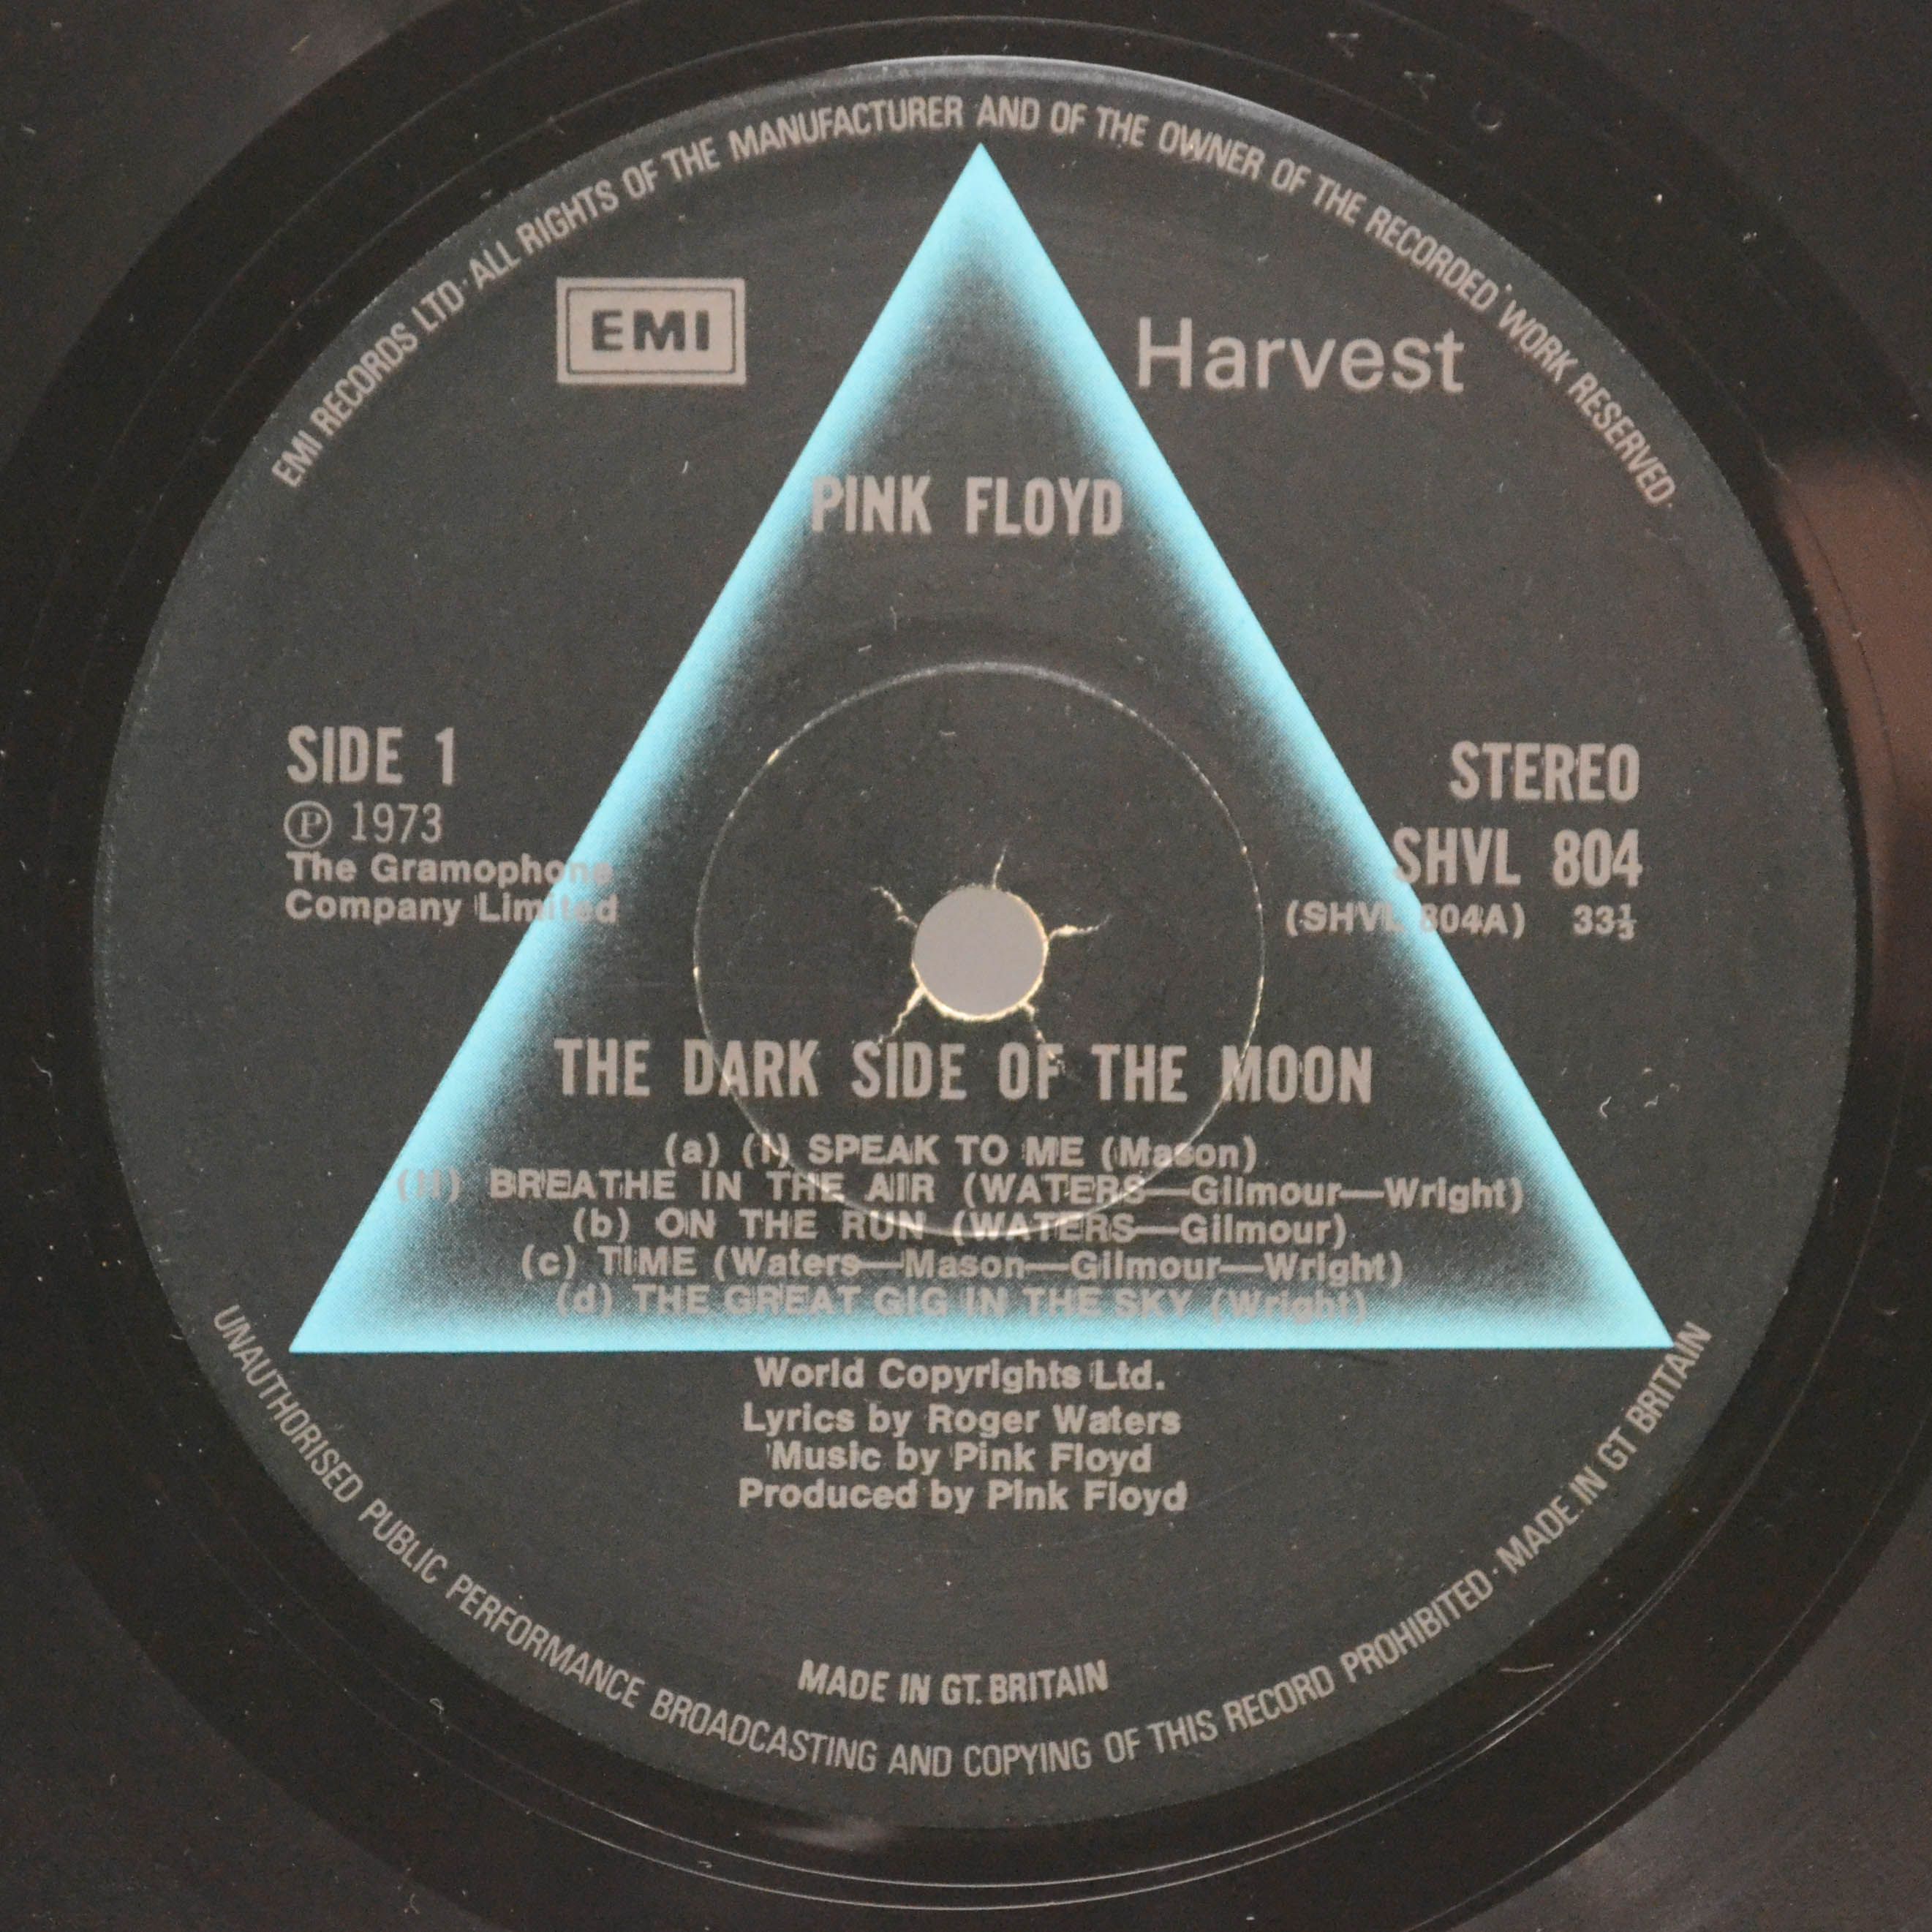 EMI RECORDS LTD· ALL RIGHTS OF THE MANUFACTURER AND OF THE OWNER OF THE RECORDED WORK RESERVED·
EMI
Harvest
PINK FLOYD
SIDE 1
Ⓟ 1973
The Gramophone
Company Limited
STEREO
SHVL 804
(SHVL 804A) 33⅓
THE DARK SIDE OF THE MOON
(a) (i) SPEAK TO ME (Mason)
(ii) BREATHE IN THE AIR (WATERS—Gilmour—Wright)
(b) ON THE RUN (WATERS—Gilmour)
(c) TIME (Waters—Mason—Gilmour—Wright)
(d) THE GREAT GIG IN THE SKY (Wright)
World Copyrights Ltd.
Lyrics by Roger Waters
Music by Pink Floyd
Produced by Pink Floyd
MADE IN GT. BRITAIN
UNAUTHORISED PUBLIC PERFORMANCE BROADCASTING AND COPYING OF THIS RECORD PROHIBITED· MADE IN GT BRITAIN